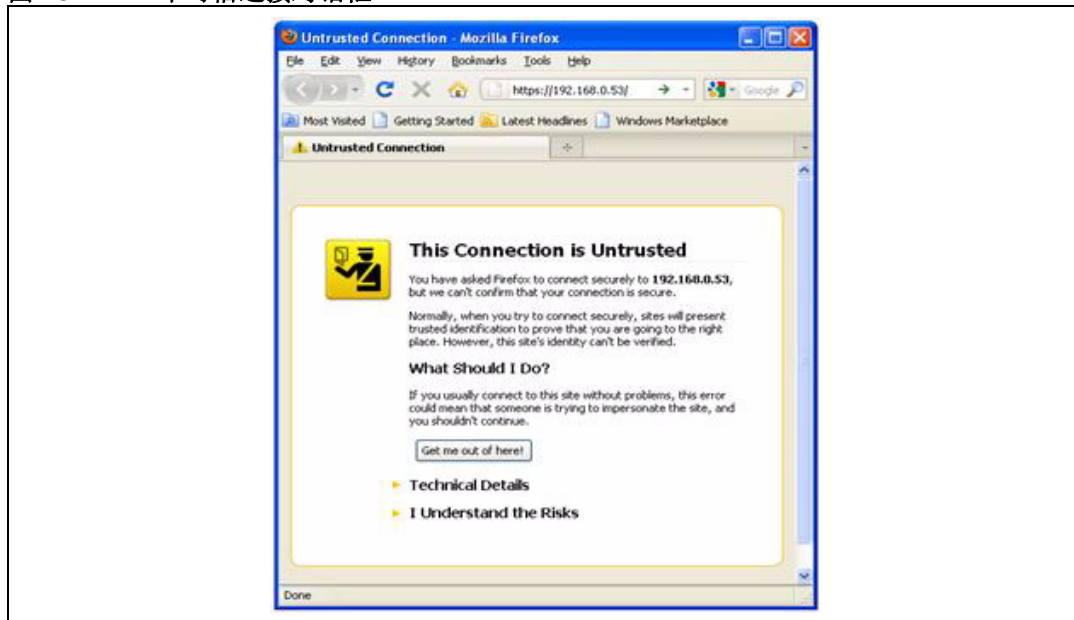 Untrusted Connection - Mozilla Firefox
File Edit View History Bookmarks Tools Help
https://192.168.0.53/ Google
Most Visited Getting Started Latest Headlines Windows Marketplace
Untrusted Connection
This Connection is Untrusted
You have asked Firefox to connect securely to 192.168.0.53,
but we can't confirm that your connection is secure.
Normally, when you try to connect securely, sites will present
trusted identification to prove that you are going to the right
place. However, this site's identity can't be verified.
What Should I Do?
If you usually connect to this site without problems, this error
could mean that someone is trying to impersonate the site, and
you shouldn't continue.
Get me out of here!
Technical Details
I Understand the Risks
Done